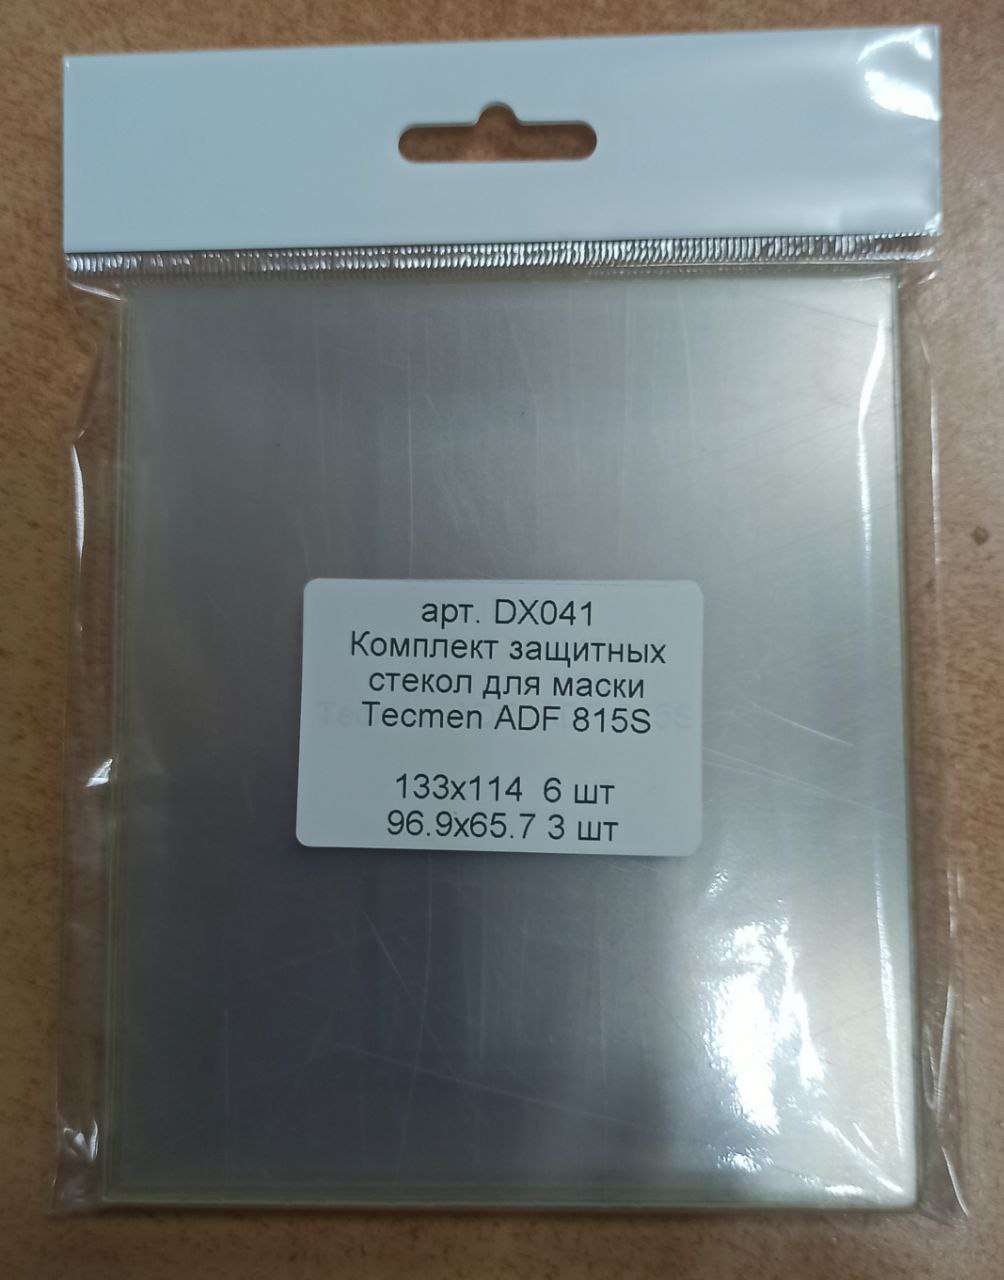 арт. DX041
Комплект защитных
стекол для маски
Tecmen ADF 815S
133x114 6 шт
96.9x65.7 3 шт